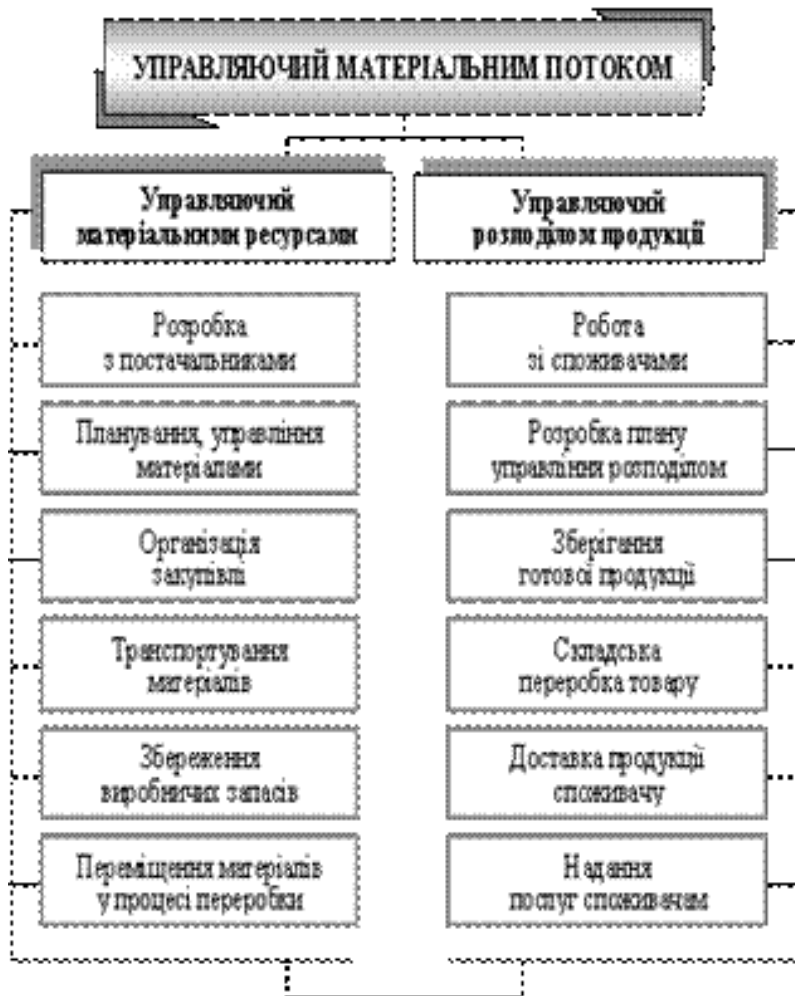 УПРАВЛЯЮЧИЙ МАТЕРІАЛЬНИМ ПОТОКОМ
Управляючий
матеріальними ресурсами
Розробка
з постачальниками
Планування, управління
матеріалами
Організація
закупівлі
Транспортування
матеріалів
Збереження
виробничих запасів
Переміщення матеріалів
у процесі переробки
Управляючий
розподілом продукції
Робота
зі споживачами
Розробка плану
управління розподілом
Зберігання
готової продукції
Складська
переробка товару
Доставка продукції
споживачу
Надання
послуг споживачам